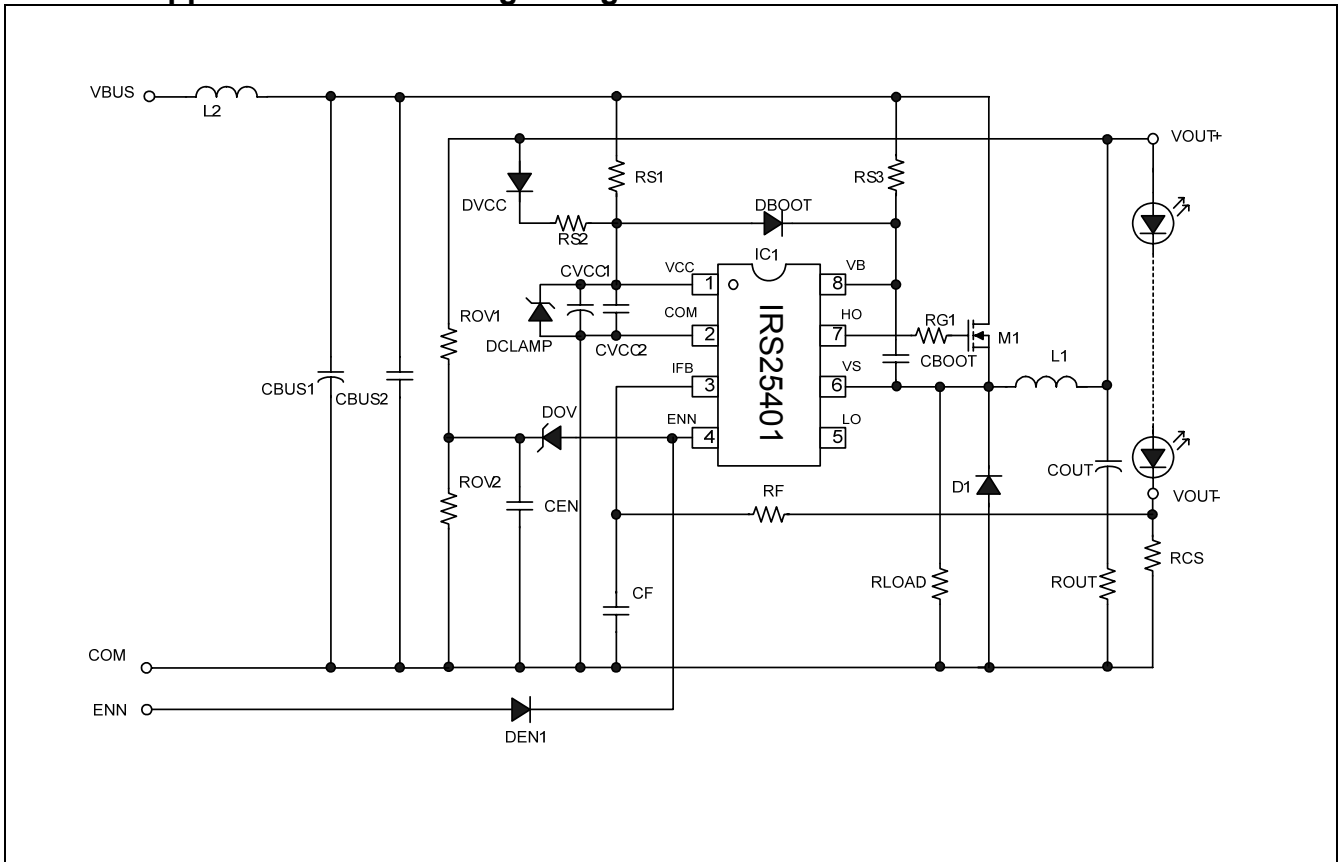 VBUS
L2
VOUT+
RS1
RS3
DVCC
DBOOT
RS2
IC1
CVCC1
VCC
VB
1
8
COM
HO
RG1
ROV1
2
7
M1
DCLAMP
CVCC2
CBOOT
L1
IFB
VS
3
6
IRS25401
CBUS1
CBUS2
DOV
ENN
LO
4
5
COUT
ROV2
RF
D1
VOUT-
CEN
RCS
RLOAD
ROUT
CF
COM
ENN
DEN1